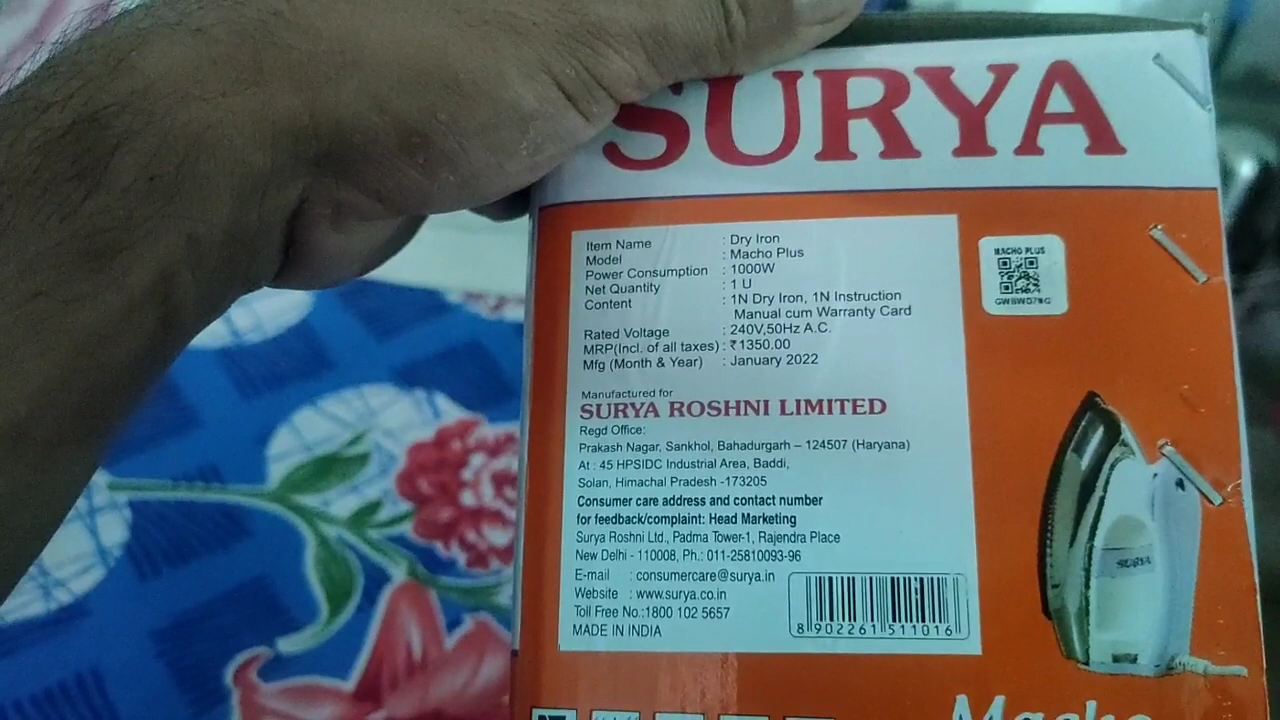 SURYA
Item Name : Dry Iron
Model : Macho Plus
Power Consumption : 1000W
Net Quantity : 1 U
Content : 1N Dry Iron, 1N Instruction
Manual cum Warranty Card
Rated Voltage : 240V,50Hz A.C.
MRP(Incl. of all taxes) : ₹1350.00
Mfg (Month & Year) : January 2022
Manufactured for
SURYA ROSHNI LIMITED
Regd Office:
Prakash Nagar, Sankhol, Bahadurgarh – 124507 (Haryana)
At : 45 HPSIDC Industrial Area, Baddi,
Solan, Himachal Pradesh -173205
Consumer care address and contact number
for feedback/complaint: Head Marketing
Surya Roshni Ltd., Padma Tower-1, Rajendra Place
New Delhi - 110008, Ph.: 011-25810093-96
E-mail : consumercare@surya.in
Website : www.surya.co.in
Toll Free No.:1800 102 5657
MADE IN INDIA
8 902261 511016
MACHO PLUS
SURYA
Macho